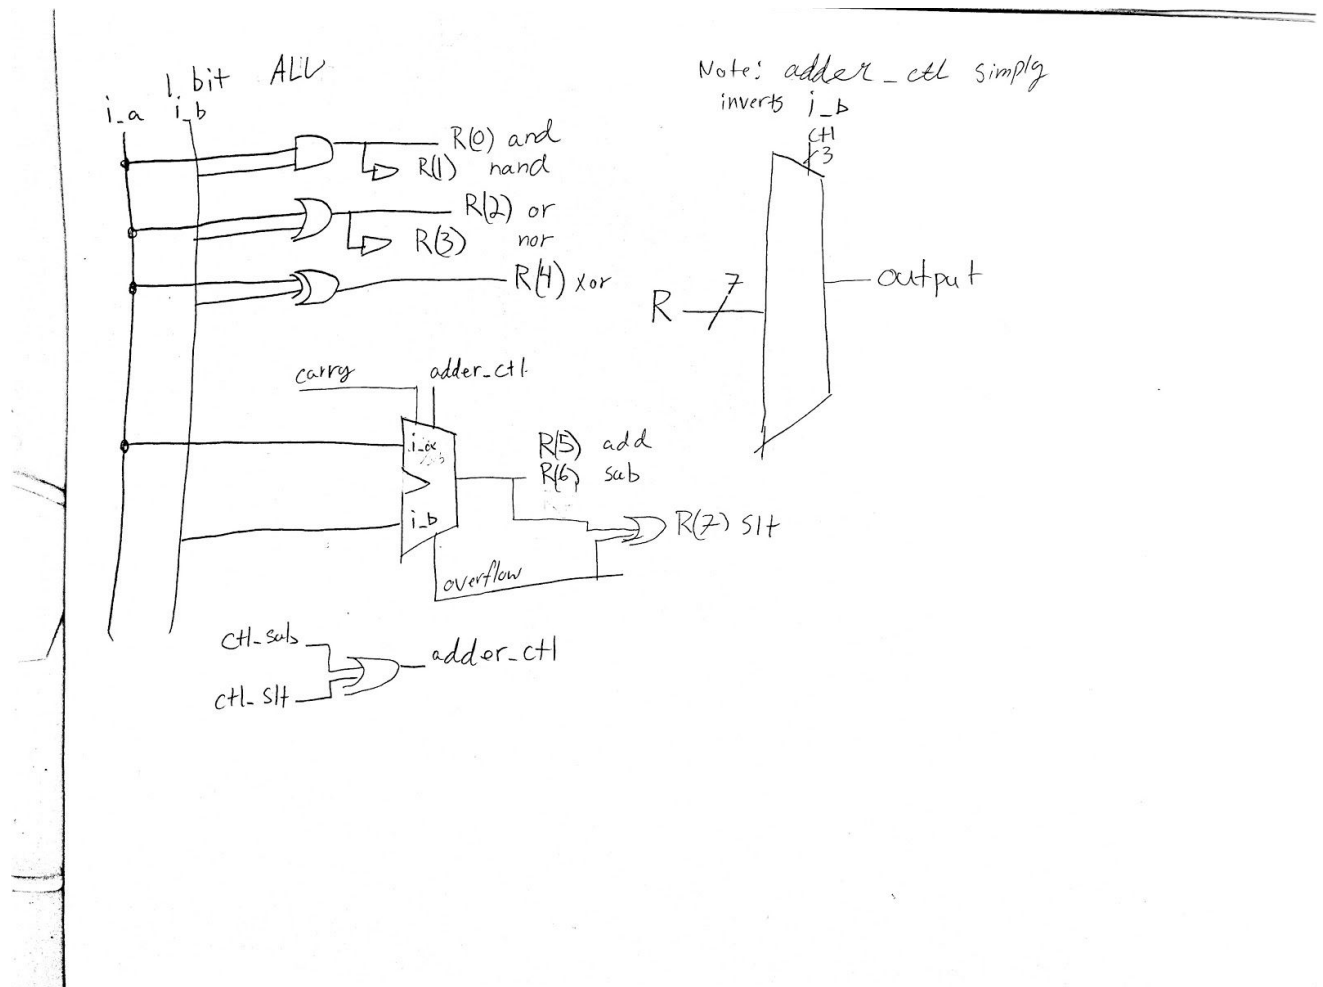 1 bit ALU
i_a i_b
R(0) and
R(1) nand
R(2) or
R(3) nor
R(4) xor
carry adder_ctl
i_a
i_b
R(5) add
R(6) sub
R(7) slt
overflow
ctl_sub
ctl_slt
adder_ctl
Note: adder_ctl simply
inverts i_b
ctl
3
R 7
output